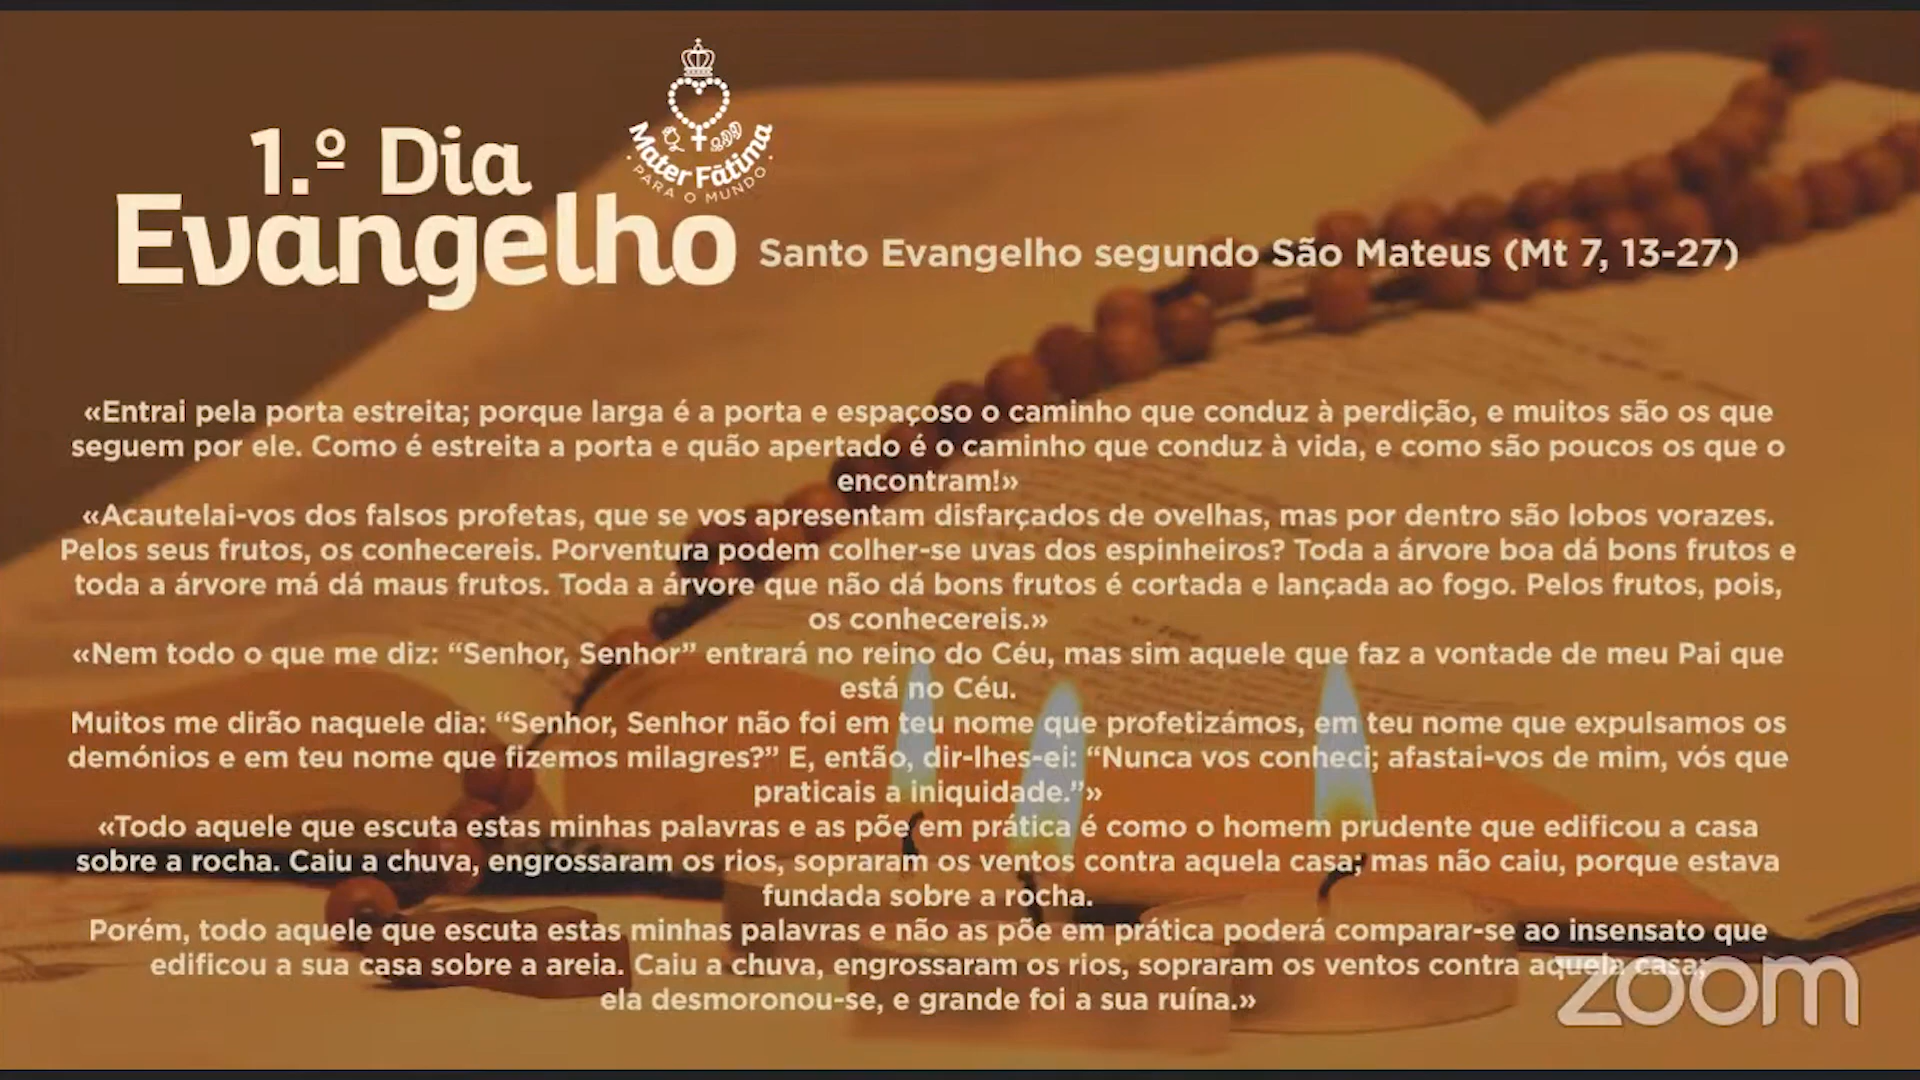 1.º Dia
Evangelho
Mater Fátima
PARA O MUNDO
Santo Evangelho segundo São Mateus (Mt 7, 13-27)
«Entrai pela porta estreita; porque larga é a porta e espaçoso o caminho que conduz à perdição, e muitos são os que
seguem por ele. Como é estreita a porta e quão apertado é o caminho que conduz à vida, e como são poucos os que o
encontram!»
«Acautelai-vos dos falsos profetas, que se vos apresentam disfarçados de ovelhas, mas por dentro são lobos vorazes.
Pelos seus frutos, os conhecereis. Porventura podem colher-se uvas dos espinheiros? Toda a árvore boa dá bons frutos e
toda a árvore má dá maus frutos. Toda a árvore que não dá bons frutos é cortada e lançada ao fogo. Pelos frutos, pois,
os conhecereis.»
«Nem todo o que me diz: “Senhor, Senhor” entrará no reino do Céu, mas sim aquele que faz a vontade de meu Pai que
está no Céu.
Muitos me dirão naquele dia: “Senhor, Senhor não foi em teu nome que profetizámos, em teu nome que expulsamos os
demónios e em teu nome que fizemos milagres?” E, então, dir-lhes-ei: “Nunca vos conheci; afastai-vos de mim, vós que
praticais a iniquidade.”»
«Todo aquele que escuta estas minhas palavras e as põe em prática é como o homem prudente que edificou a casa
sobre a rocha. Caiu a chuva, engrossaram os rios, sopraram os ventos contra aquela casa; mas não caiu, porque estava
fundada sobre a rocha.
Porém, todo aquele que escuta estas minhas palavras e não as põe em prática poderá comparar-se ao insensato que
edificou a sua casa sobre a areia. Caiu a chuva, engrossaram os rios, sopraram os ventos contra aquela casa;
ela desmoronou-se, e grande foi a sua ruína.»
zoom